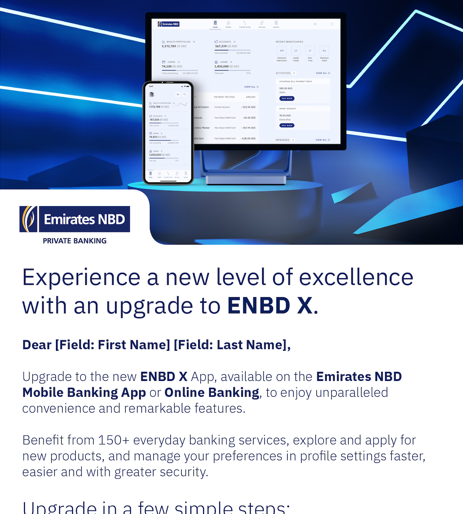 Emirates NBD
PRIVATE BANKING
Experience a new level of excellence
with an upgrade to ENBD X.
Dear [Field: First Name] [Field: Last Name],
Upgrade to the new ENBD X App, available on the Emirates NBD
Mobile Banking App or Online Banking, to enjoy unparalleled
convenience and remarkable features.
Benefit from 150+ everyday banking services, explore and apply for
new products, and manage your preferences in profile settings faster,
easier and with greater security.
Upgrade in a few simple steps: